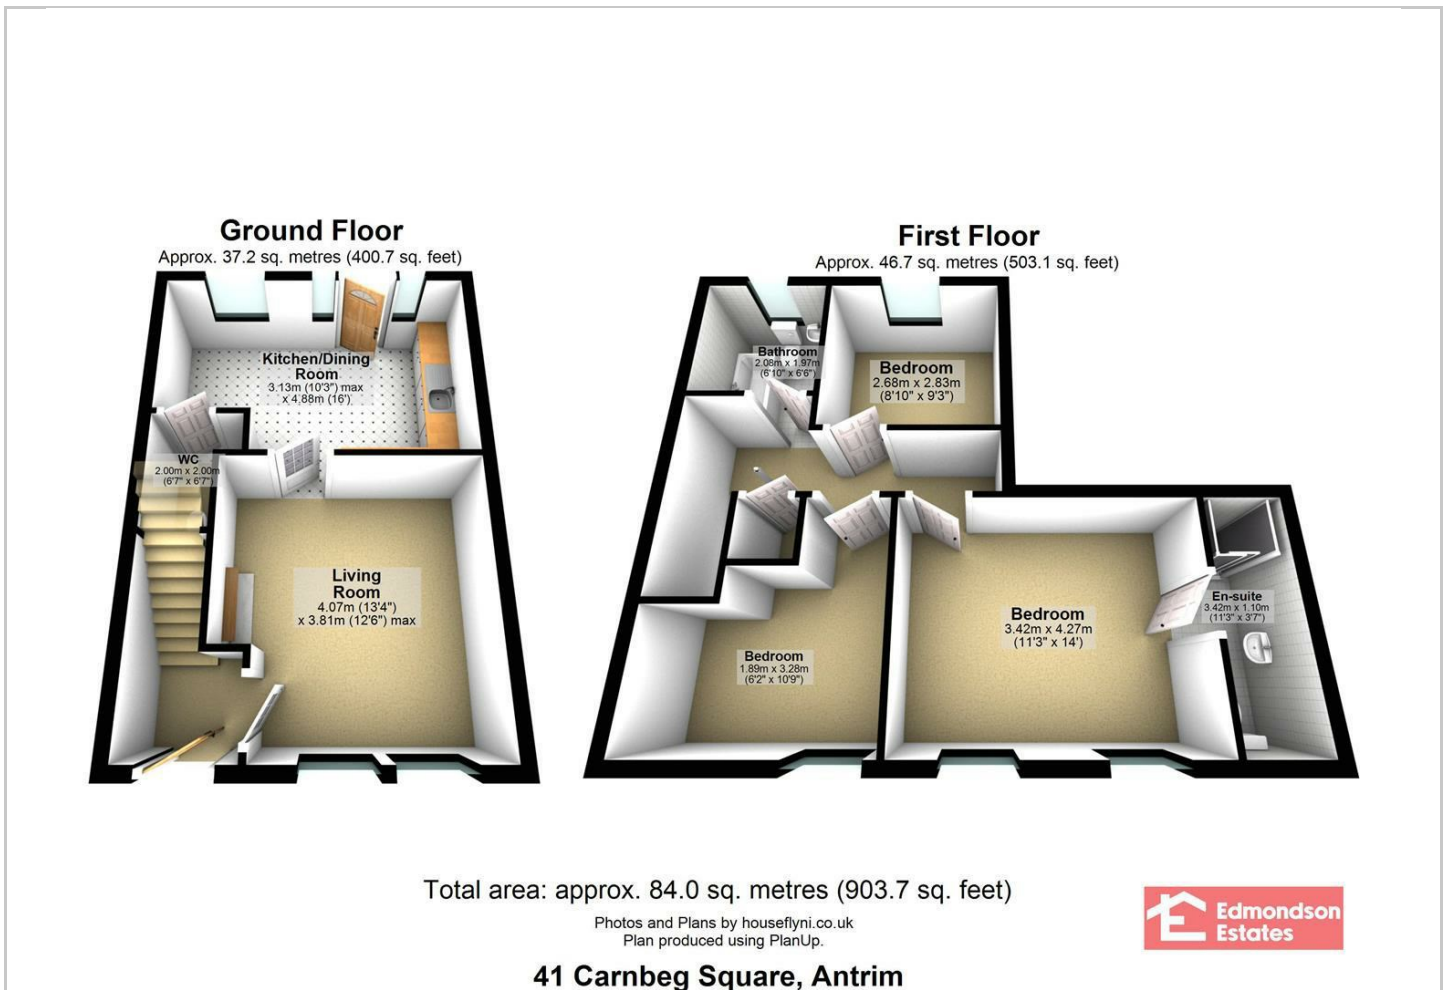 Ground Floor
Approx. 37.2 sq. metres (400.7 sq. feet)
Kitchen/Dining
Room
3.13m (10'3") max
x 4.88m (16')
WC
2.00m x 2.00m
(6'7" x 6'7")
Living
Room
4.07m (13'4")
x 3.81m (12'6") max
First Floor
Approx. 46.7 sq. metres (503.1 sq. feet)
Bathroom
2.08m x 1.97m
(6'10" x 6'6")
Bedroom
2.68m x 2.83m
(8'10" x 9'3")
Bedroom
1.89m x 3.28m
(6'2" x 10'9")
Bedroom
3.42m x 4.27m
(11'3" x 14')
En-suite
3.42m x 1.10m
(11'3" x 3'7")
Total area: approx. 84.0 sq. metres (903.7 sq. feet)
Photos and Plans by houseflyni.co.uk
Plan produced using PlanUp.
41 Carnbeg Square, Antrim
Edmondson
Estates